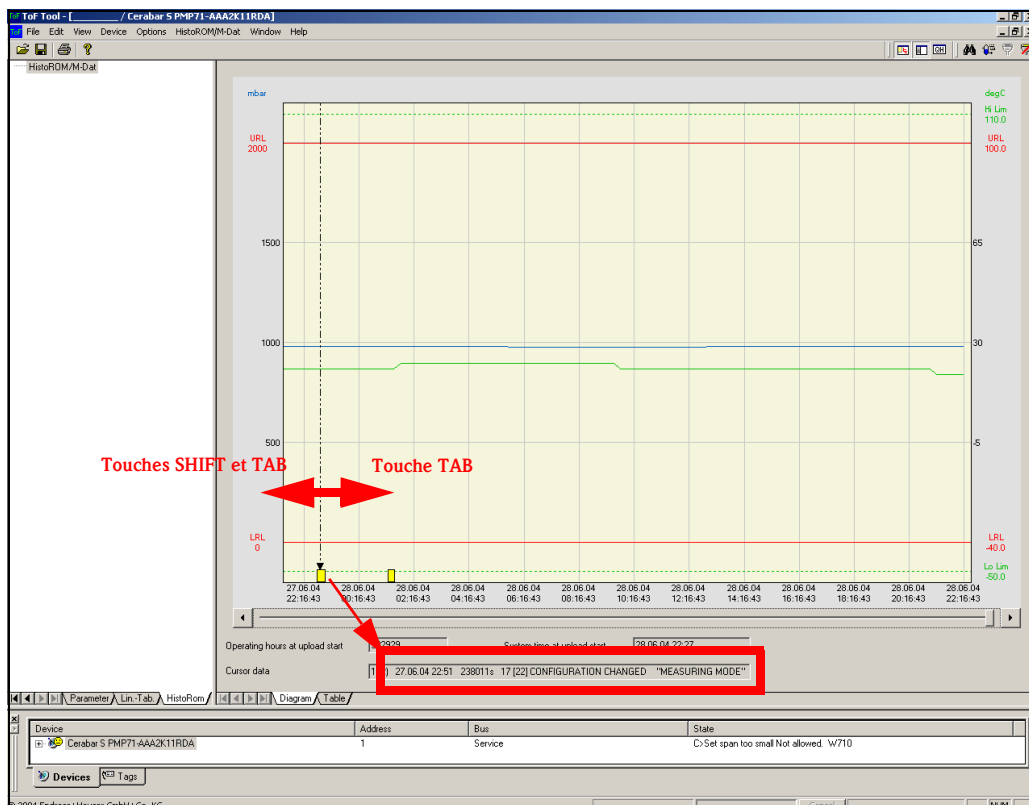 ToF Tool - [ / Cerabar S PMP71-AAA2K11RDA]
File Edit View Device Options HistoROM/M-Dat Window Help
HistoROM/M-Dat
mbar
degC
Hi Lim
110.0
URL
2000
URL
100.0
1500
65
1000
30
500
-5
Touches SHIFT et TAB
Touche TAB
LRL
0
LRL
-40.0
Lo Lim
-50.0
27.06.04 28.06.04 28.06.04 28.06.04 28.06.04 28.06.04 28.06.04 28.06.04 28.06.04 28.06.04 28.06.04 28.06.04 28.06.04
22:16:43 00:16:43 02:16:43 04:16:43 06:16:43 08:16:43 10:16:43 12:16:43 14:16:43 16:16:43 18:16:43 20:16:43 22:16:43
Operating hours at upload start System time at upload start 28.06.04 22:27
Cursor data 27.06.04 22:51 238011s 17 [22] CONFIGURATION CHANGED "MEASURING MODE"
Parameter Lin.-Tab. HistoRom Diagram Table
Device Address Bus State
Cerabar S PMP71-AAA2K11RDA 1 Service C>Set span too small Not allowed. W710
Devices Tags
Cancel NUM